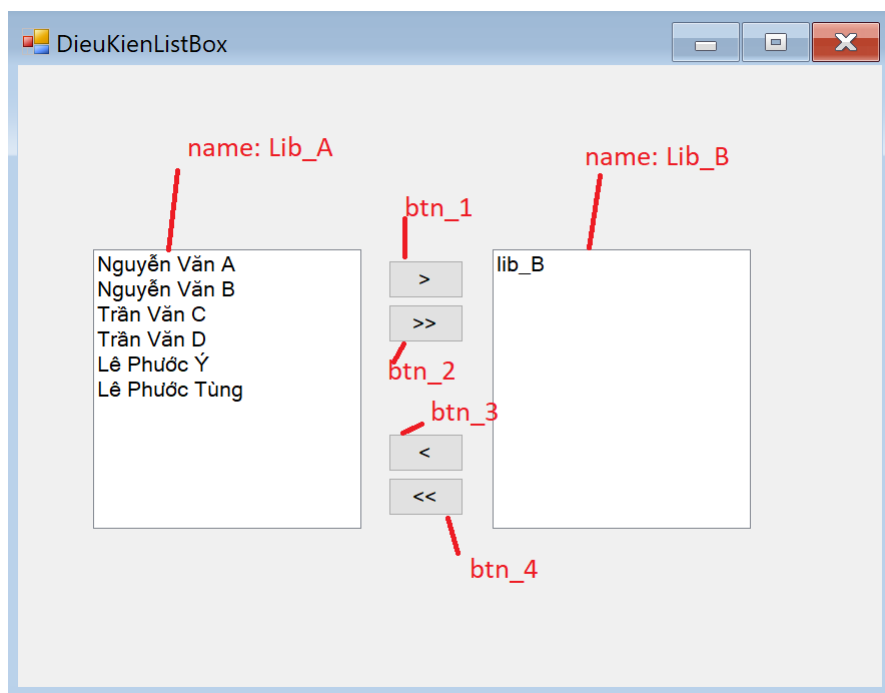 DieuKienListBox
name: Lib_A
name: Lib_B
btn_1
Nguyễn Văn A
Nguyễn Văn B
Trần Văn C
Trần Văn D
Lê Phước Ý
Lê Phước Tùng
>
>>
btn_2
btn_3
<
<<
btn_4
lib_B